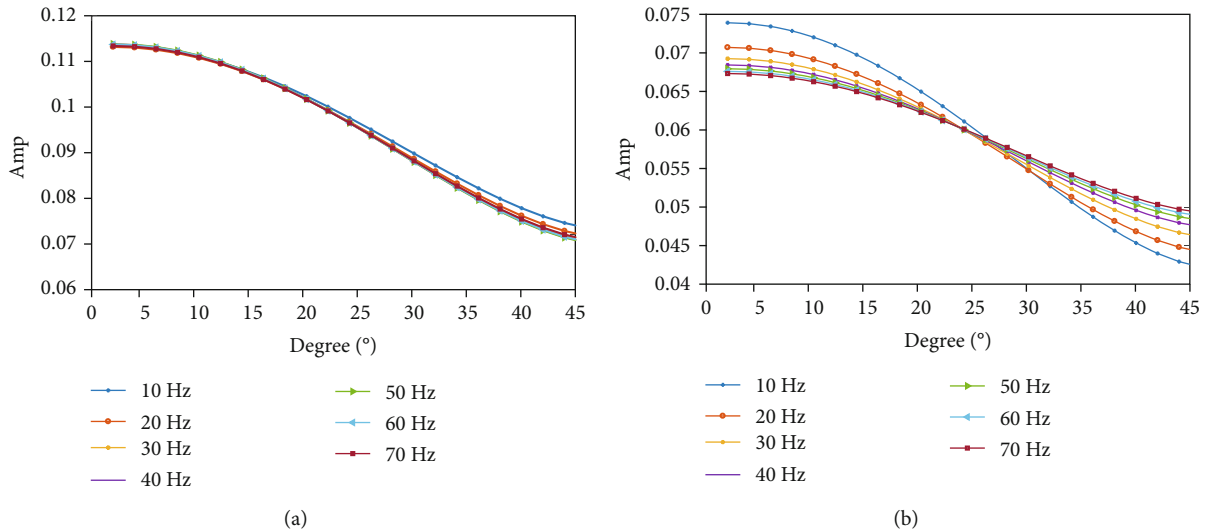 0.12
0.11
0.1
0.09
0.08
0.07
0.06
Amp
0 5 10 15 20 25 30 35 40 45
Degree (°)
10 Hz
20 Hz
30 Hz
40 Hz
50 Hz
60 Hz
70 Hz
(a)
0.075
0.07
0.065
0.06
0.055
0.05
0.045
0.04
Amp
0 5 10 15 20 25 30 35 40 45
Degree (°)
10 Hz
20 Hz
30 Hz
40 Hz
50 Hz
60 Hz
70 Hz
(b)